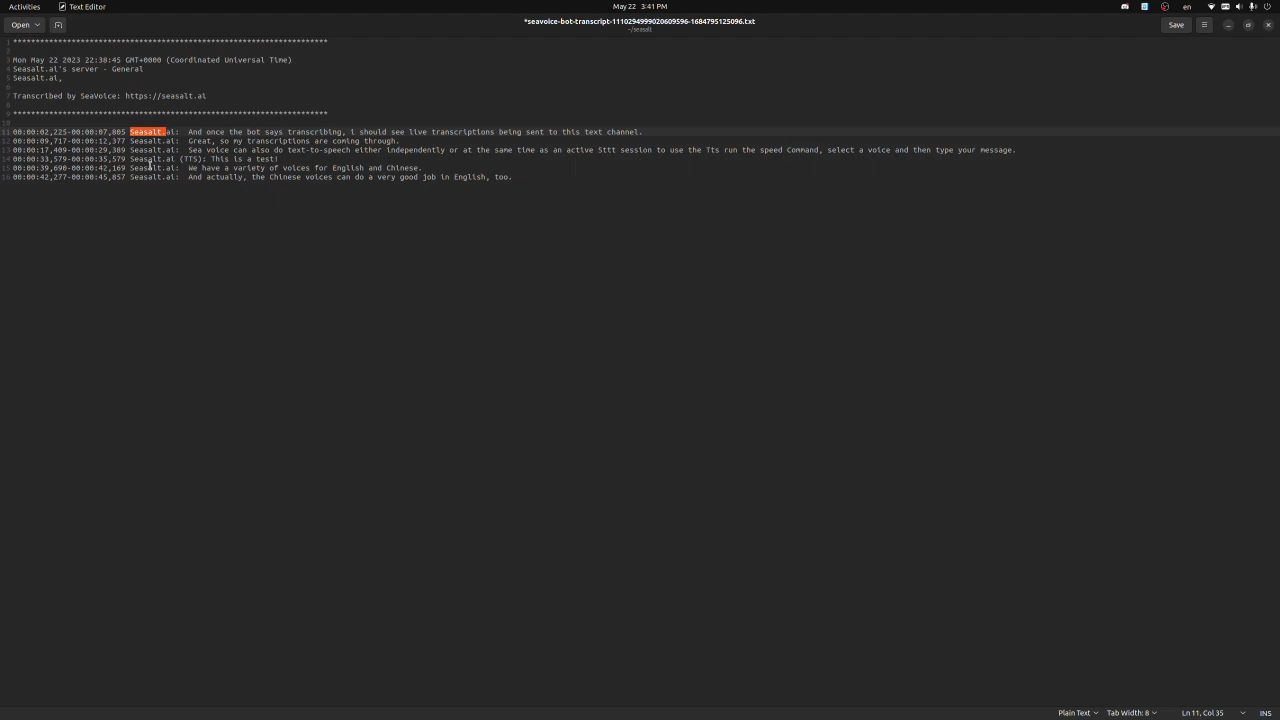 Activities Text Editor May 22 3:41 PM en
Open *seavoice-bot-transcript-1110294999020609596-1684795125096.txt Save
~/seasalt
1 **********************************************************************
2
3 Mon May 22 2023 22:38:45 GMT+0000 (Coordinated Universal Time)
4 Seasalt.ai's server - General
5 Seasalt.ai,
6
7 Transcribed by SeaVoice: https://seasalt.ai
8
9 **********************************************************************
10
11 00:00:02,225-00:00:07,805 Seasalt.ai: And once the bot says transcribing, i should see live transcriptions being sent to this text channel.
12 00:00:09,717-00:00:12,377 Seasalt.ai: Great, so my transcriptions are coming through.
13 00:00:17,409-00:00:29,389 Seasalt.ai: Sea voice can also do text-to-speech either independently or at the same time as an active Sttt session to use the Tts run the speed Command, select a voice and then type your message.
14 00:00:33,579-00:00:35,579 Seasalt.ai (TTS): This is a test!
15 00:00:39,690-00:00:42,169 Seasalt.ai: We have a variety of voices for English and Chinese.
16 00:00:42,277-00:00:45,857 Seasalt.ai: And actually, the Chinese voices can do a very good job in English, too.
Plain Text Tab Width: 8 Ln 11, Col 35 INS